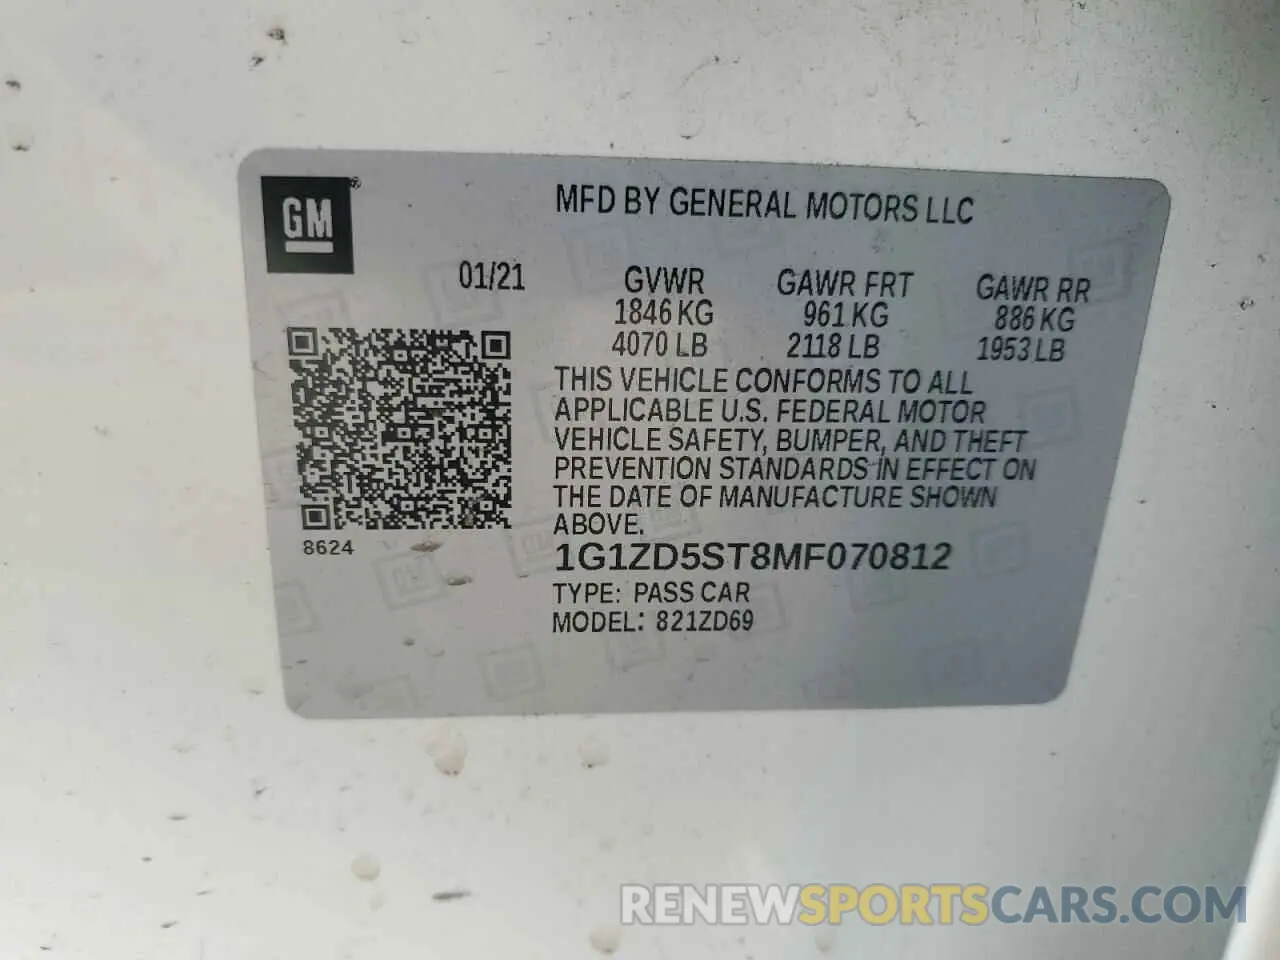 GM®
MFD BY GENERAL MOTORS LLC
01/21 GVWR GAWR FRT GAWR RR
1846 KG 961 KG 886 KG
4070 LB 2118 LB 1953 LB
THIS VEHICLE CONFORMS TO ALL
APPLICABLE U.S. FEDERAL MOTOR
VEHICLE SAFETY, BUMPER, AND THEFT
PREVENTION STANDARDS IN EFFECT ON
THE DATE OF MANUFACTURE SHOWN
ABOVE.
8624
1G1ZD5ST8MF070812
TYPE: PASS CAR
MODEL: 821ZD69
RENEWSPORTSCARS.COM